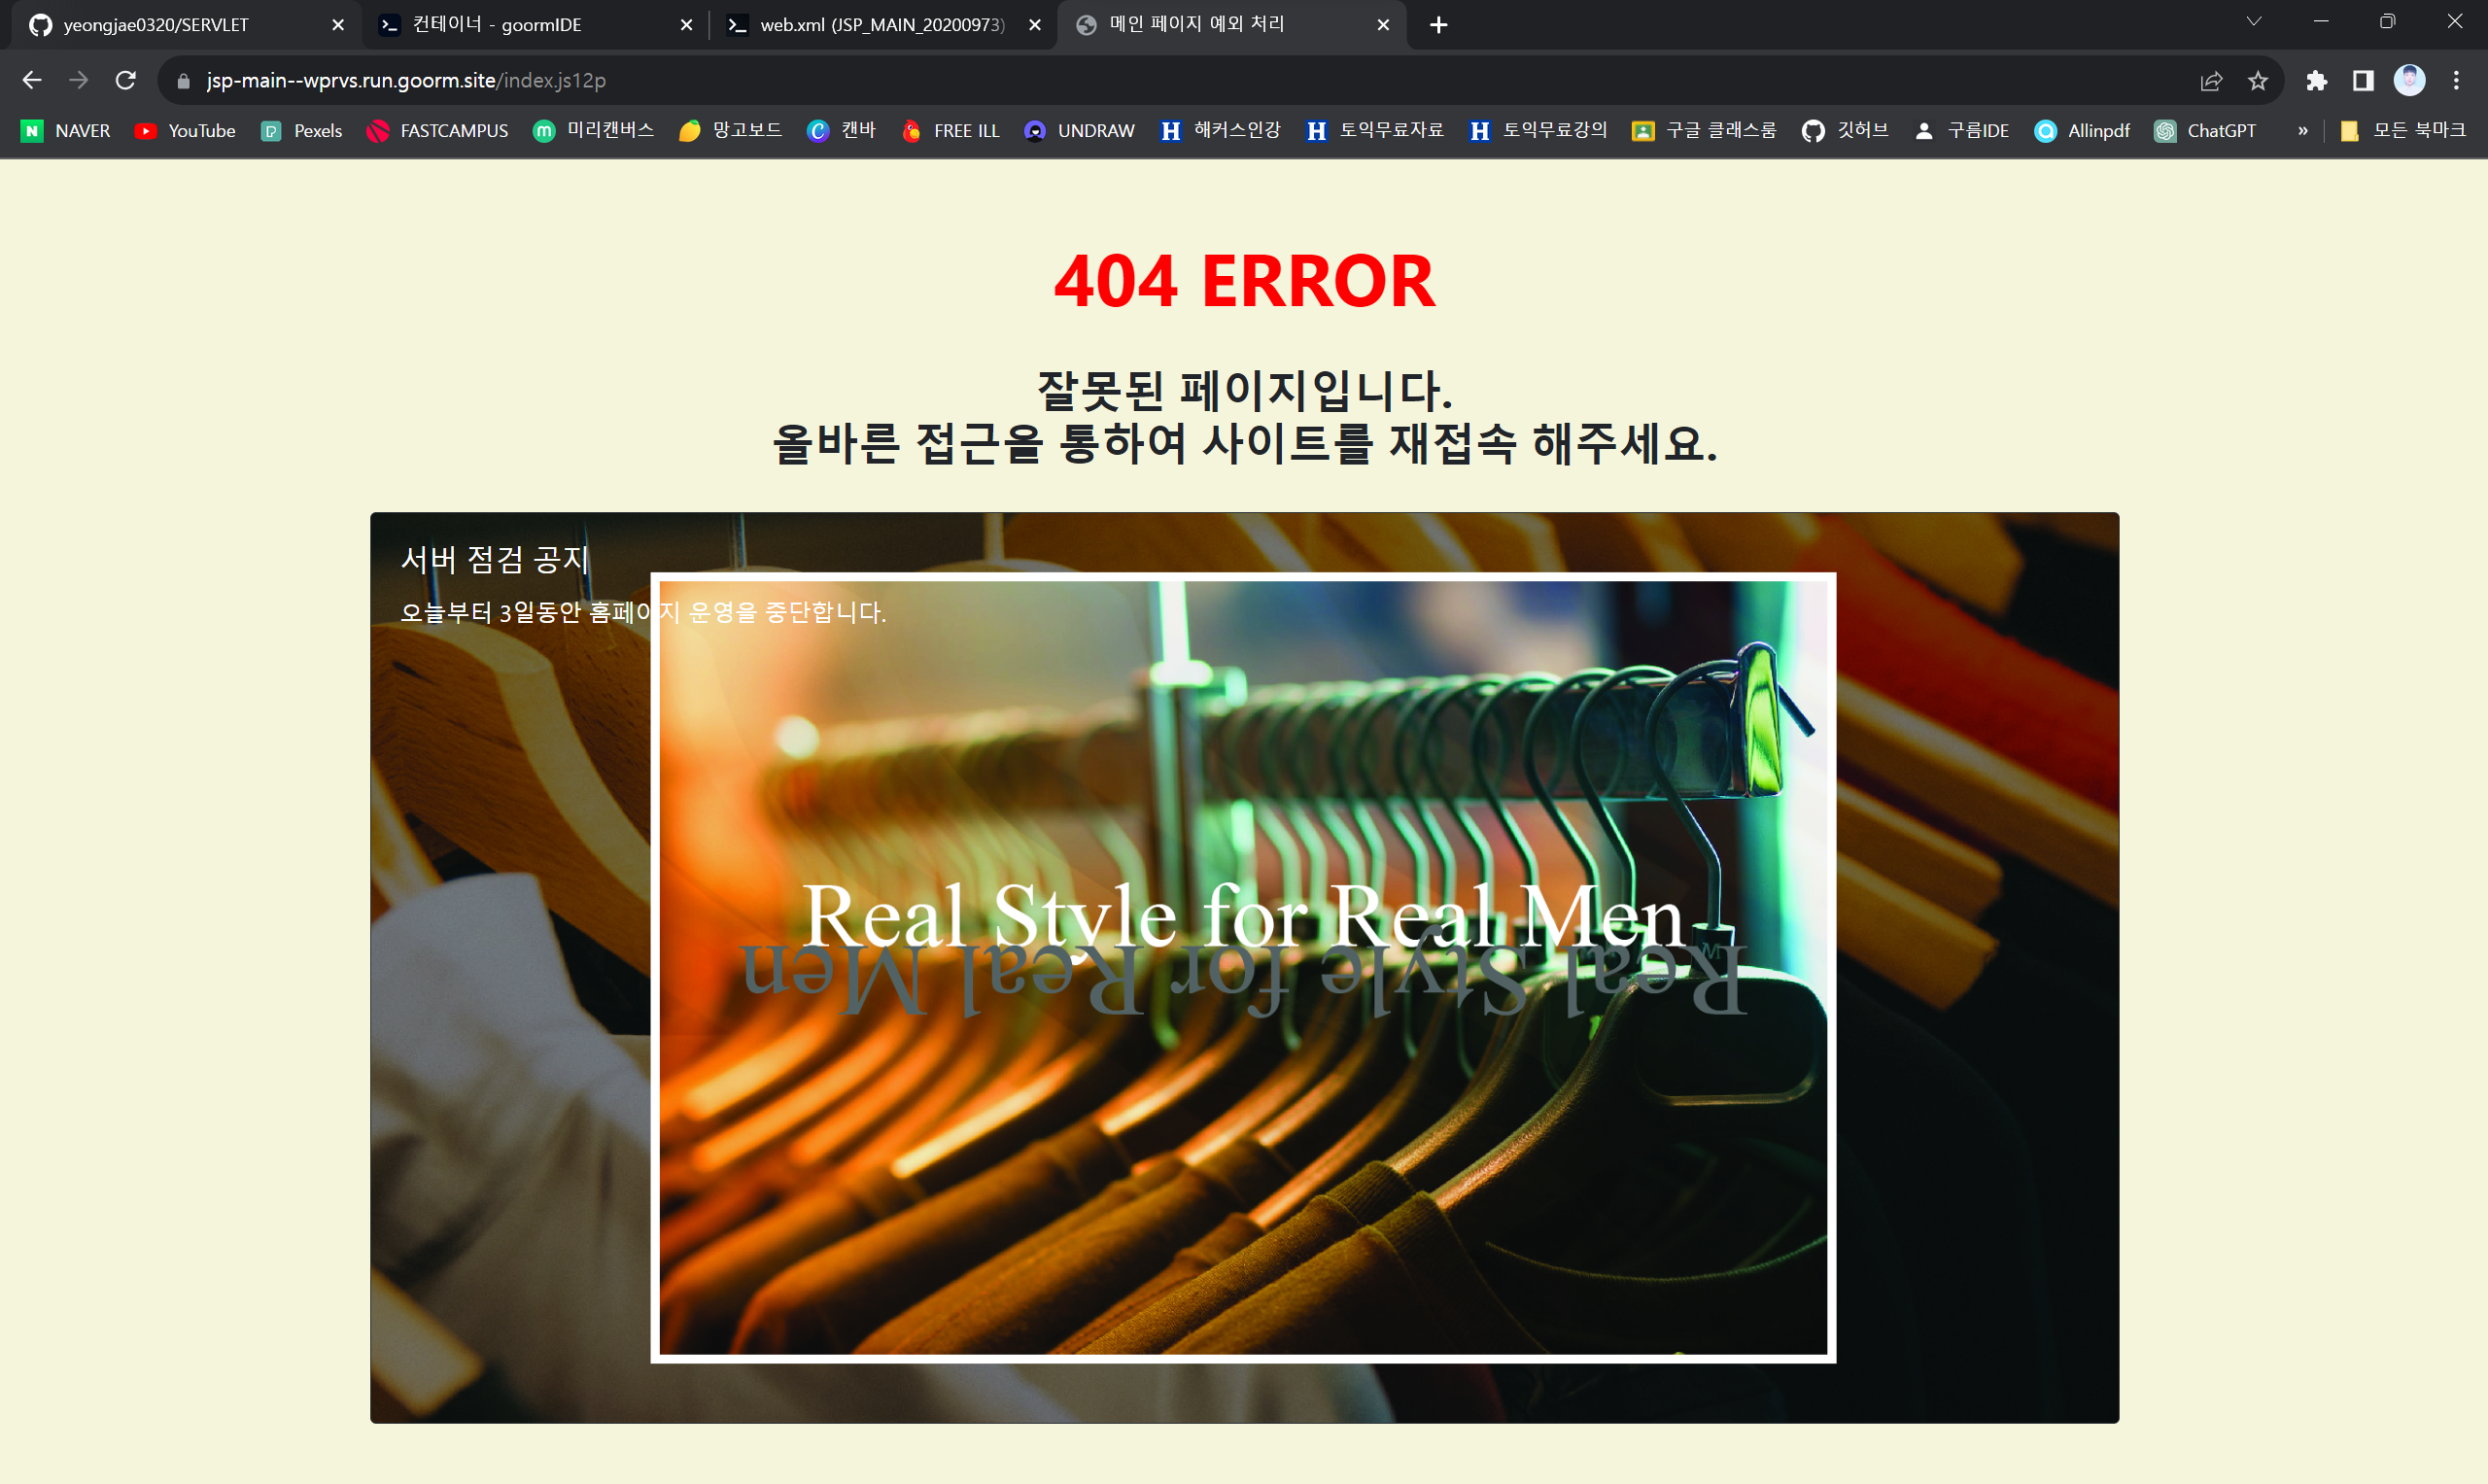 yeongjae0320/SERVLET
컨테이너 - goormIDE
web.xml (JSP_MAIN_20200973)
메인 페이지 예외 처리
jsp-main--wprvs.run.goorm.site/index.js12p
NAVER
YouTube
Pexels
FASTCAMPUS
미리캔버스
망고보드
캔바
FREE ILL
UNDRAW
해커스인강
토익무료자료
토익무료강의
구글 클래스룸
깃허브
구름IDE
Allinpdf
ChatGPT
»
모든 북마크
404 ERROR
잘못된 페이지입니다.
올바른 접근을 통하여 사이트를 재접속 해주세요.
서버 점검 공지
오늘부터 3일동안 홈페이지 운영을 중단합니다.
Real Style for Real Men
Real Style for Real Men